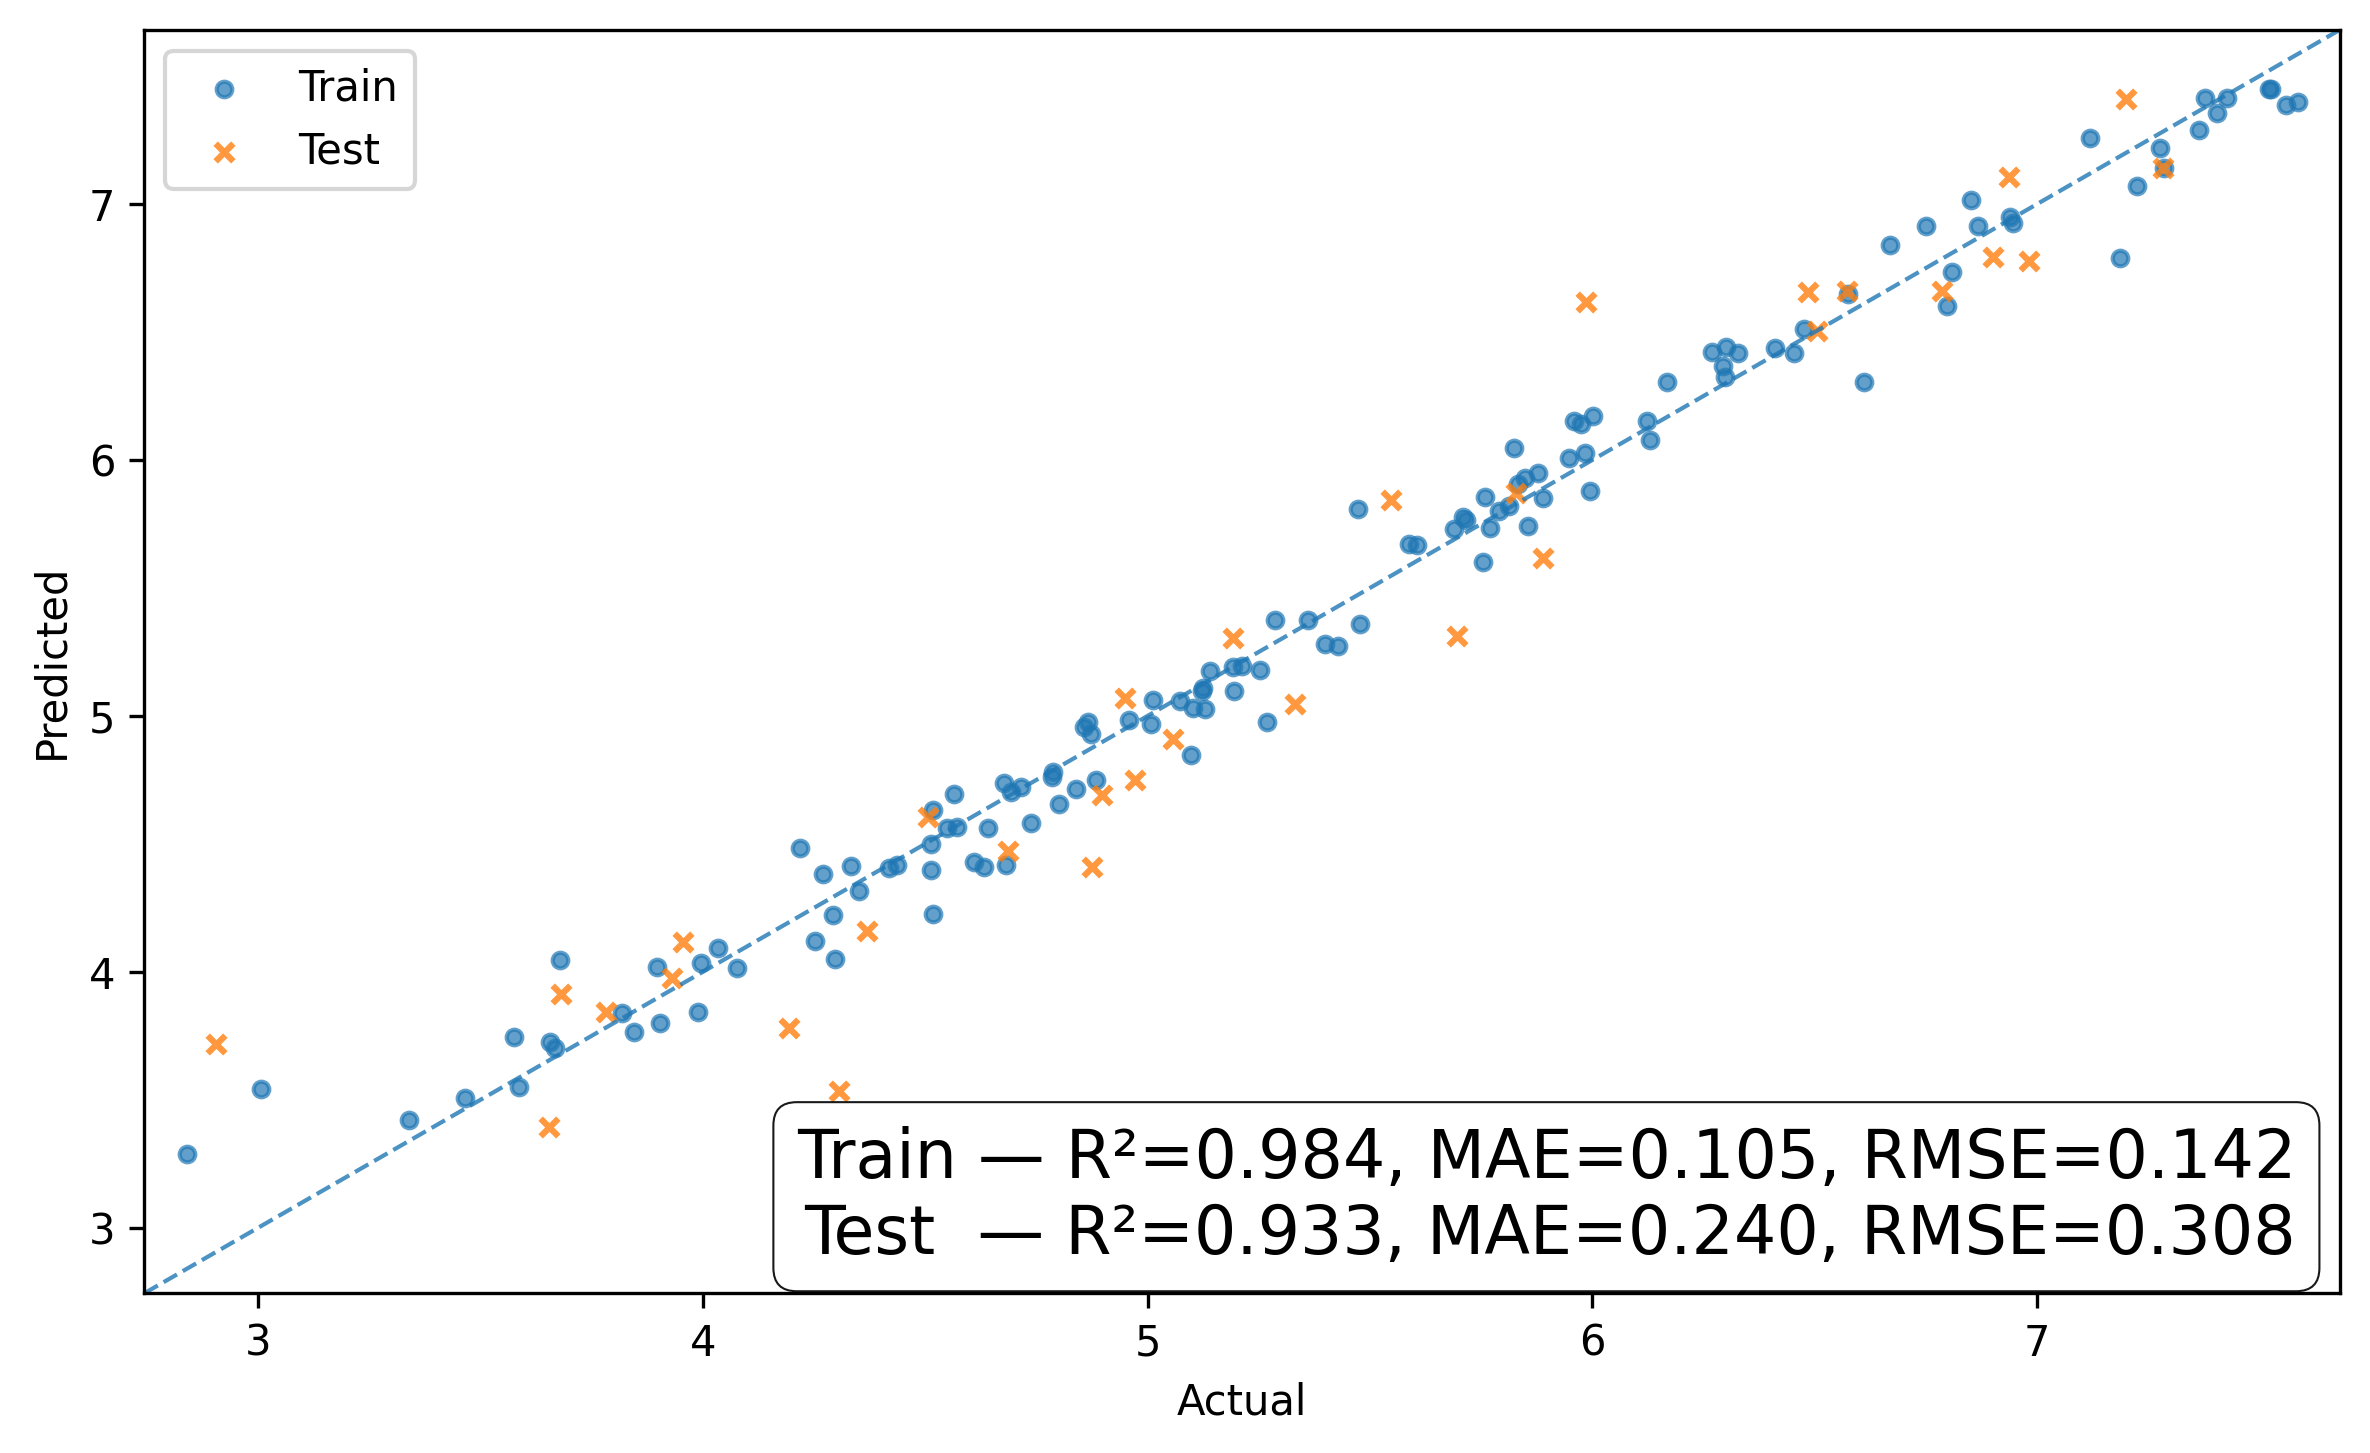 Train
Test
7
6
5
4
3
Predicted
Train — R²=0.984, MAE=0.105, RMSE=0.142
Test — R²=0.933, MAE=0.240, RMSE=0.308
3 4 5 6 7
Actual